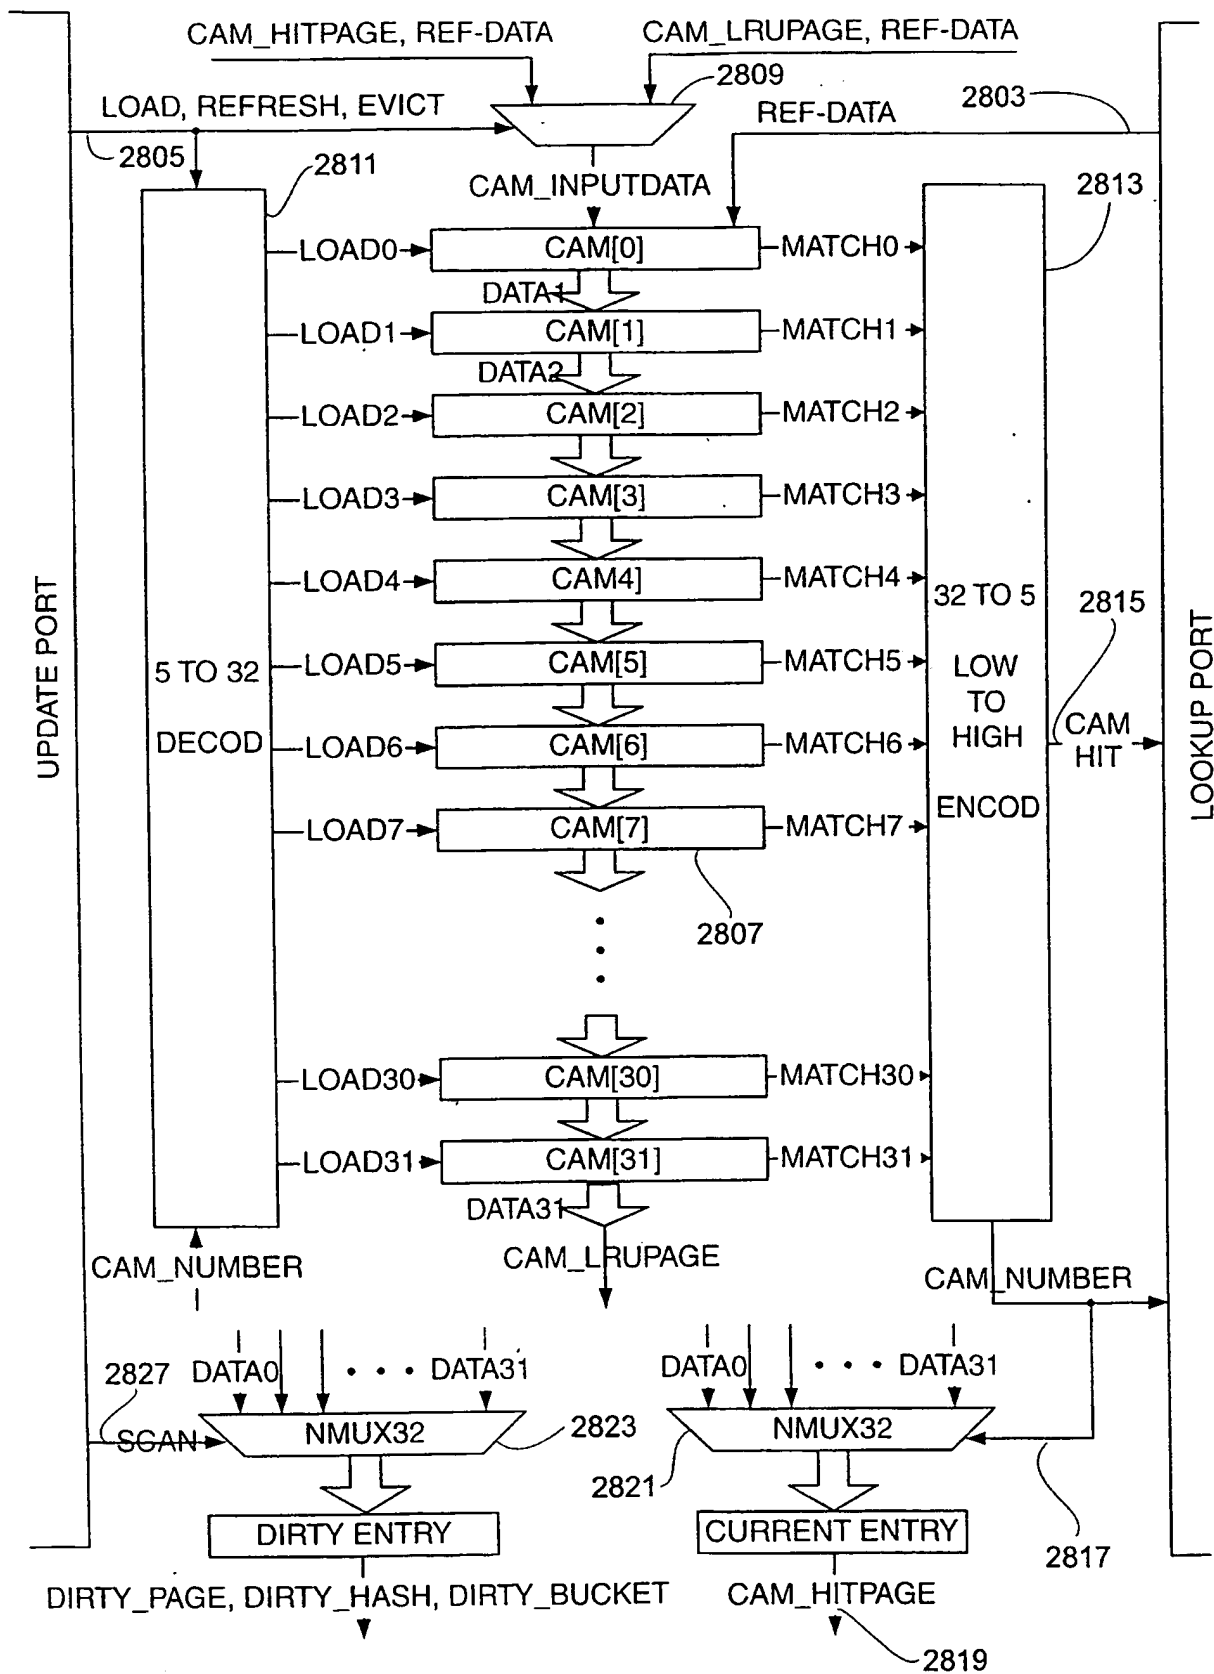 CAM_HITPAGE, REF-DATA
CAM_LRUPAGE, REF-DATA
2809
LOAD, REFRESH, EVICT
REF-DATA
2803
2805
2811
CAM_INPUTDATA
2813
LOAD0
CAM[0]
MATCH0
DATA1
LOAD1
CAM[1]
MATCH1
DATA2
LOAD2
CAM[2]
MATCH2
LOAD3
CAM[3]
MATCH3
LOAD4
CAM4]
MATCH4
LOAD5
CAM[5]
MATCH5
LOAD6
CAM[6]
MATCH6
LOAD7
CAM[7]
MATCH7
2807
UPDATE PORT
5 TO 32
DECOD
32 TO 5
LOW
TO
HIGH
ENCOD
2815
CAM
HIT
LOOKUP PORT
LOAD30
CAM[30]
MATCH30
LOAD31
CAM[31]
MATCH31
DATA31
CAM_LRUPAGE
CAM_NUMBER
CAM_NUMBER
2827
DATA0
DATA31
DATA0
DATA31
SCAN
NMUX32
2823
NMUX32
2821
2817
DIRTY ENTRY
CURRENT ENTRY
DIRTY_PAGE, DIRTY_HASH, DIRTY_BUCKET
CAM_HITPAGE
2819